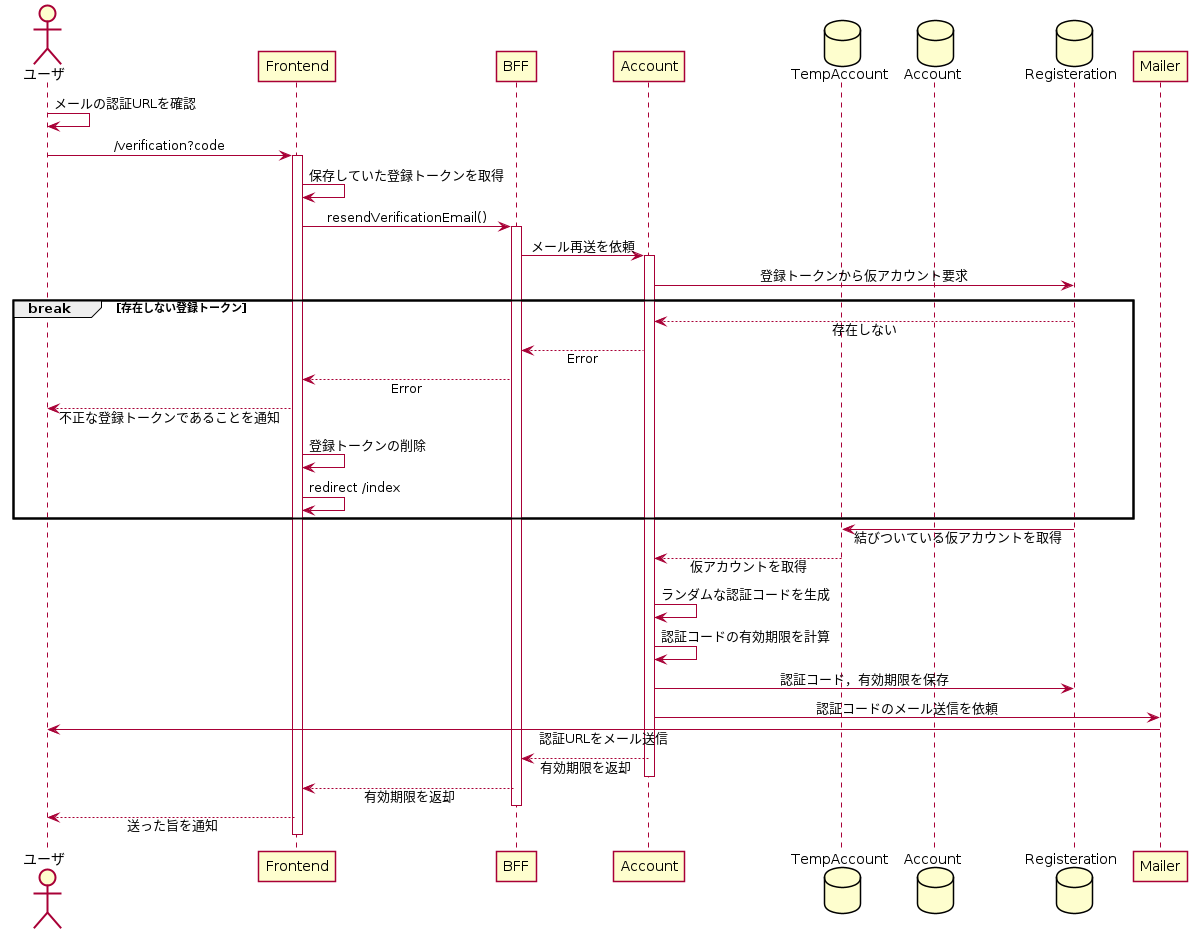 ユーザ
Frontend
BFF
Account
TempAccount
Account
Registeration
Mailer
メールの認証URLを確認
/verification?code
保存していた登録トークンを取得
resendVerificationEmail()
メール再送を依頼
登録トークンから仮アカウント要求
break
[存在しない登録トークン]
存在しない
Error
Error
不正な登録トークンであることを通知
登録トークンの削除
redirect /index
結びついている仮アカウントを取得
仮アカウントを取得
ランダムな認証コードを生成
認証コードの有効期限を計算
認証コード，有効期限を保存
認証コードのメール送信を依頼
認証URLをメール送信
有効期限を返却
有効期限を返却
送った旨を通知
ユーザ
Frontend
BFF
Account
TempAccount
Account
Registeration
Mailer